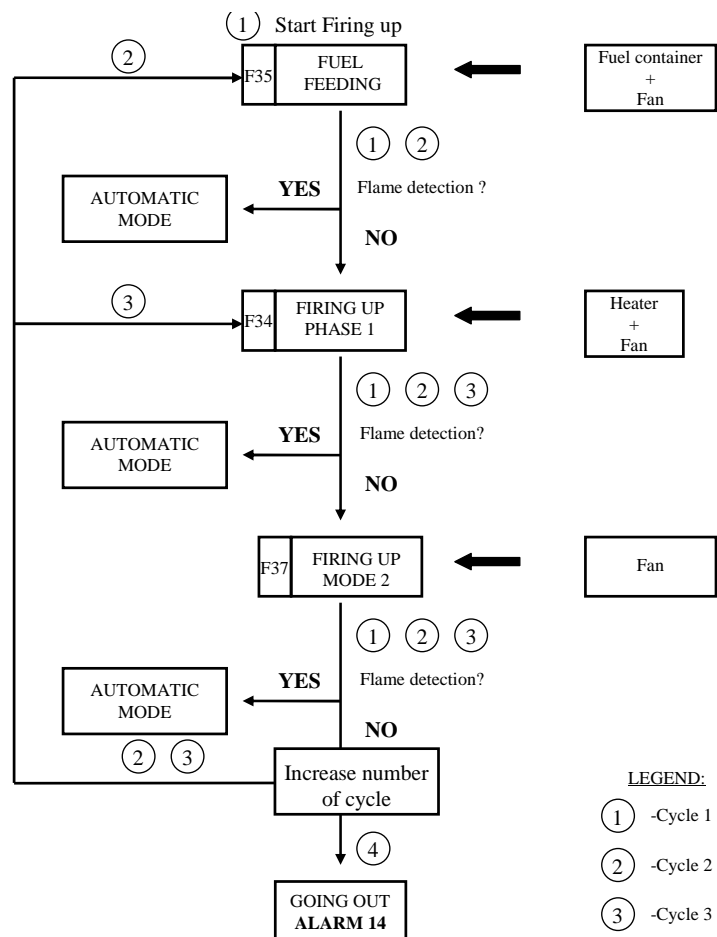 1 Start Firing up
2
F35
FUEL
FEEDING
Fuel container
+
Fan
1 2
YES
Flame detection ?
AUTOMATIC
MODE
NO
3
F34
FIRING UP
PHASE 1
Heater
+
Fan
1 2 3
YES
Flame detection?
AUTOMATIC
MODE
NO
F37
FIRING UP
MODE 2
Fan
1 2 3
YES
Flame detection?
AUTOMATIC
MODE
NO
2 3
Increase number
of cycle
LEGEND:
1 -Cycle 1
4
2 -Cycle 2
GOING OUT
ALARM 14
3 -Cycle 3